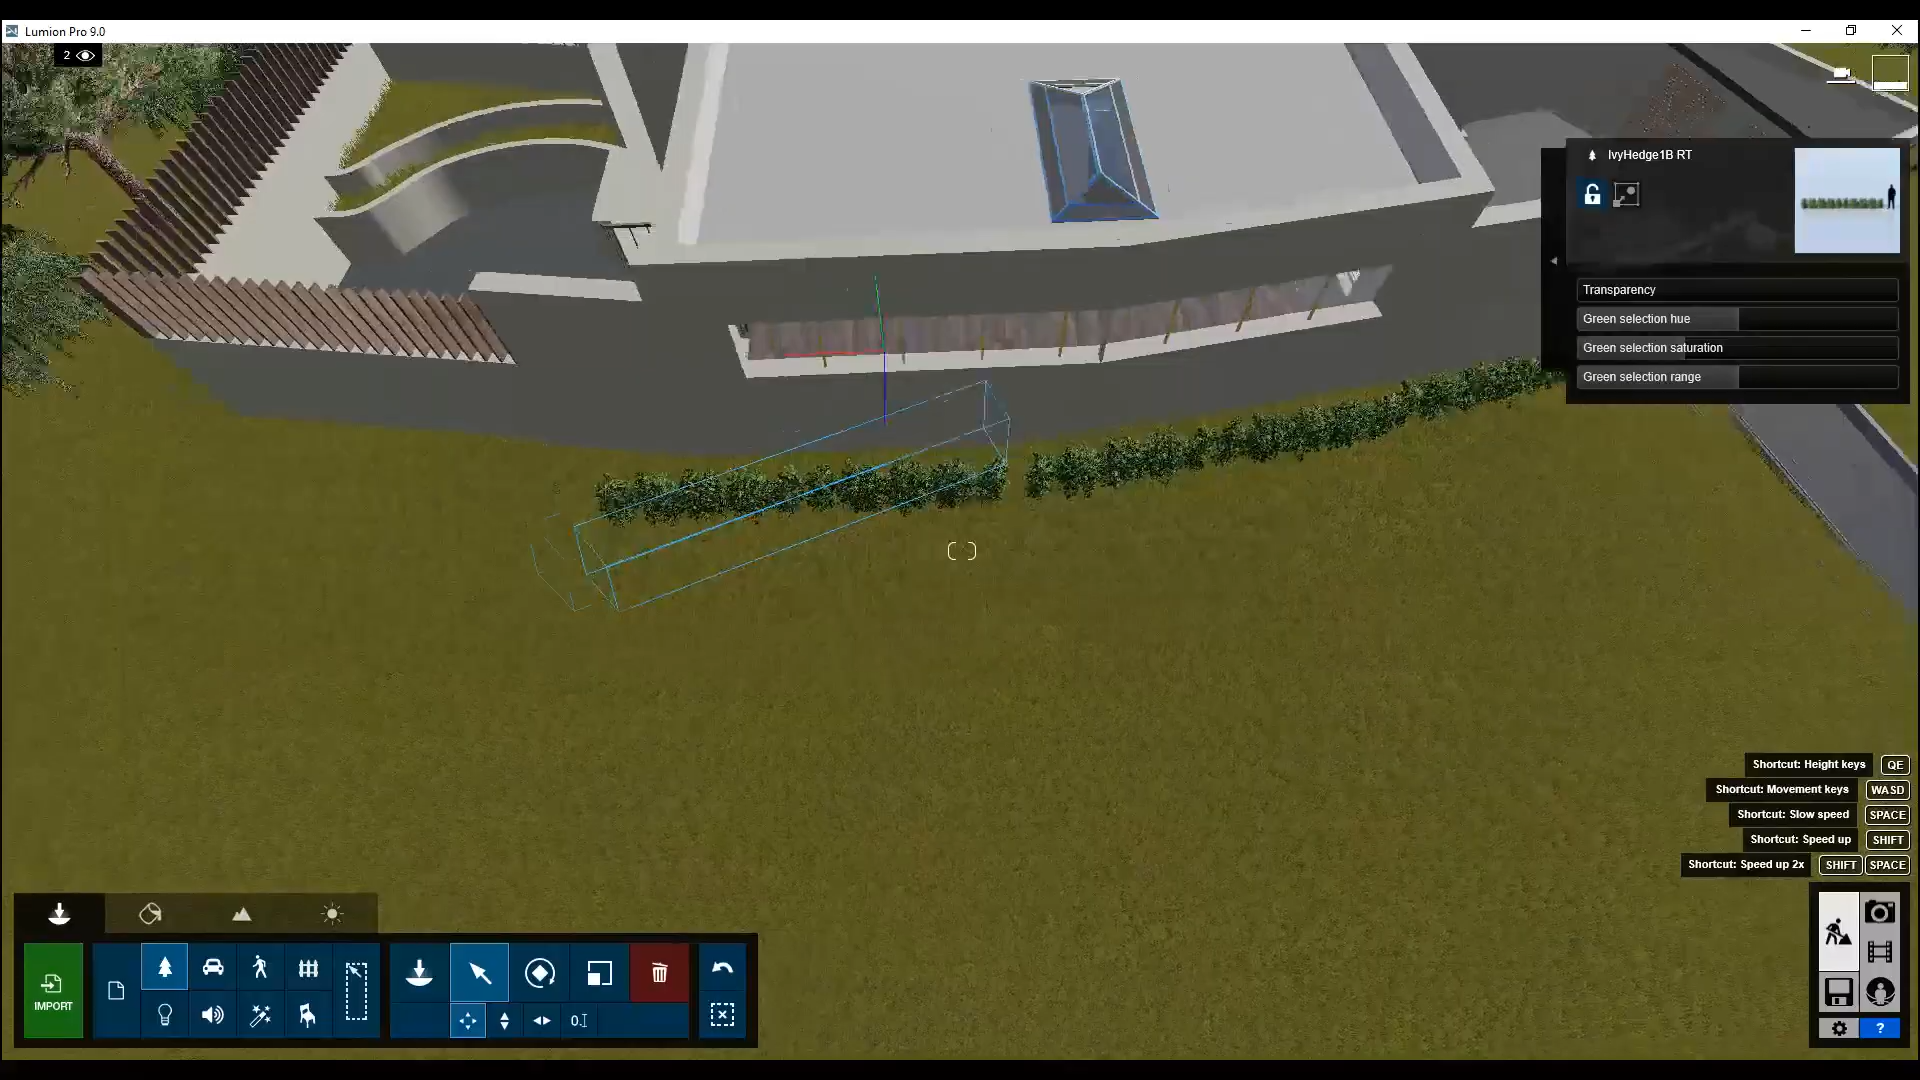 Lumion Pro 9.0
2
IvyHedge1B RT
Transparency
Green selection hue
Green selection saturation
Green selection range
Shortcut: Height keys QE
Shortcut: Movement keys WASD
Shortcut: Slow speed SPACE
Shortcut: Speed up SHIFT
Shortcut: Speed up 2x SHIFT SPACE
IMPORT
0.
?